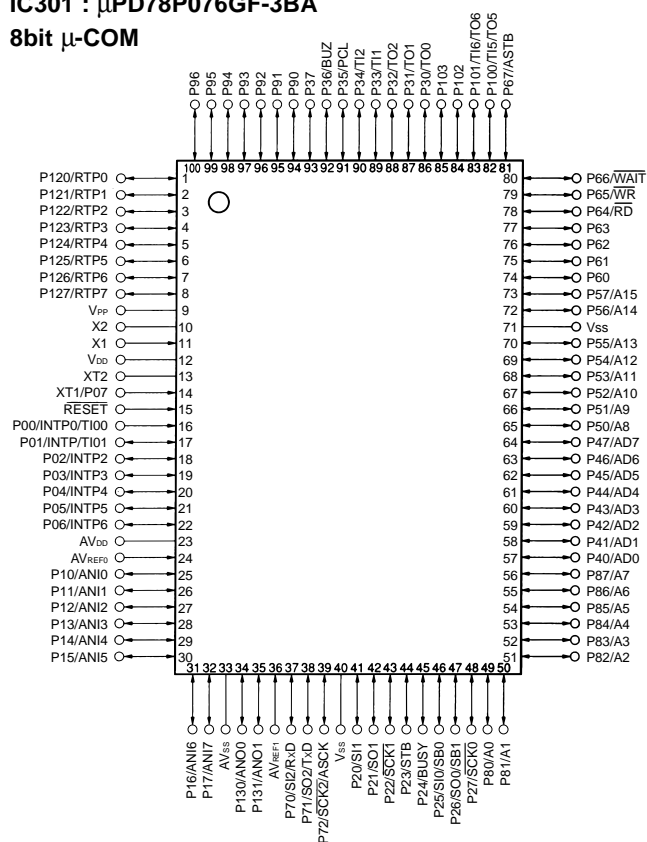 IC301 : µPD78P076GF-3BA
8bit µ-COM
P96
P95
P94
P93
P92
P91
P90
P37
P36/BUZ
P35/PCL
P34/TI2
P33/TI1
P32/TO2
P31/TO1
P30/TO0
P103
P102
P101/TI6/TO6
P100/TI5/TO5
P67/ASTB
100 99 98 97 96 95 94 93 92 91 90 89 88 87 86 85 84 83 82 81
P120/RTP0 1
P121/RTP1 2
P122/RTP2 3
P123/RTP3 4
P124/RTP4 5
P125/RTP5 6
P126/RTP6 7
P127/RTP7 8
VPP 9
X2 10
X1 11
VDD 12
XT2 13
XT1/P07 14
RESET 15
P00/INTP0/TI00 16
P01/INTP/TI01 17
P02/INTP2 18
P03/INTP3 19
P04/INTP4 20
P05/INTP5 21
P06/INTP6 22
AVDD 23
AVREF0 24
P10/ANI0 25
P11/ANI1 26
P12/ANI2 27
P13/ANI3 28
P14/ANI4 29
P15/ANI5 30
80 P66/WAIT
79 P65/WR
78 P64/RD
77 P63
76 P62
75 P61
74 P60
73 P57/A15
72 P56/A14
71 Vss
70 P55/A13
69 P54/A12
68 P53/A11
67 P52/A10
66 P51/A9
65 P50/A8
64 P47/AD7
63 P46/AD6
62 P45/AD5
61 P44/AD4
60 P43/AD3
59 P42/AD2
58 P41/AD1
57 P40/AD0
56 P87/A7
55 P86/A6
54 P85/A5
53 P84/A4
52 P83/A3
51 P82/A2
31 32 33 34 35 36 37 38 39 40 41 42 43 44 45 46 47 48 49 50
P16/ANI6
P17/ANI7
AVSS
P130/ANO0
P131/ANO1
AVREF1
P70/SI2/RxD
P71/SO2/TxD
P72/SCK2/ASCK
Vss
P20/SI1
P21/SO1
P22/SCK1
P23/STB
P24/BUSY
P25/SI0/SB0
P26/SO0/SB1
P27/SCK0
P80/A0
P81/A1